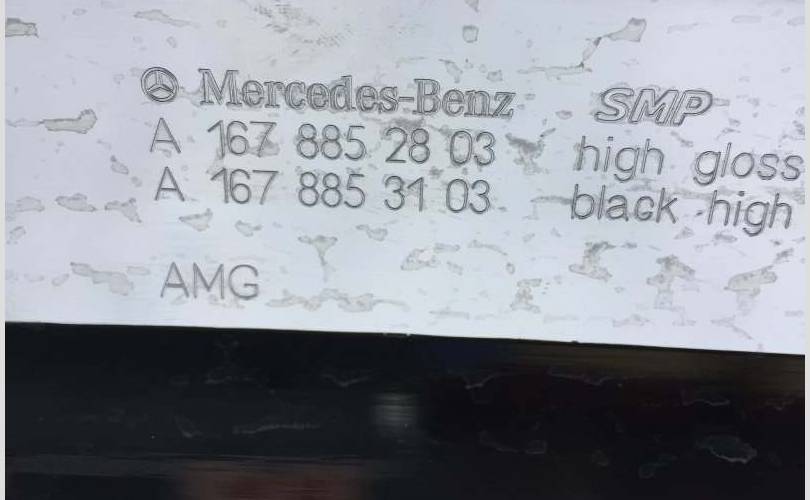 Mercedes-Benz SMP
A 167 885 28 03 high gloss
A 167 885 31 03 black high
AMG